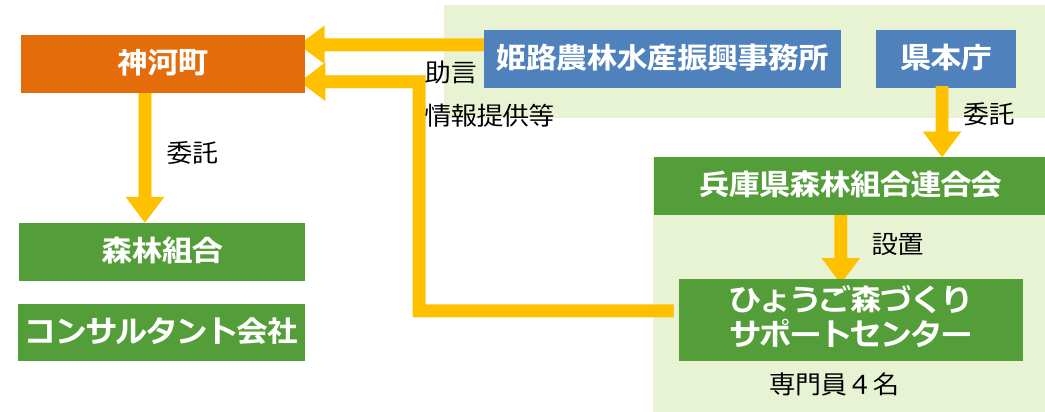 神河町
姫路農林水産振興事務所
県本庁
助言
情報提供等
委託
委託
兵庫県森林組合連合会
森林組合
設置
コンサルタント会社
ひょうご森づくり
サポートセンター
専門員４名